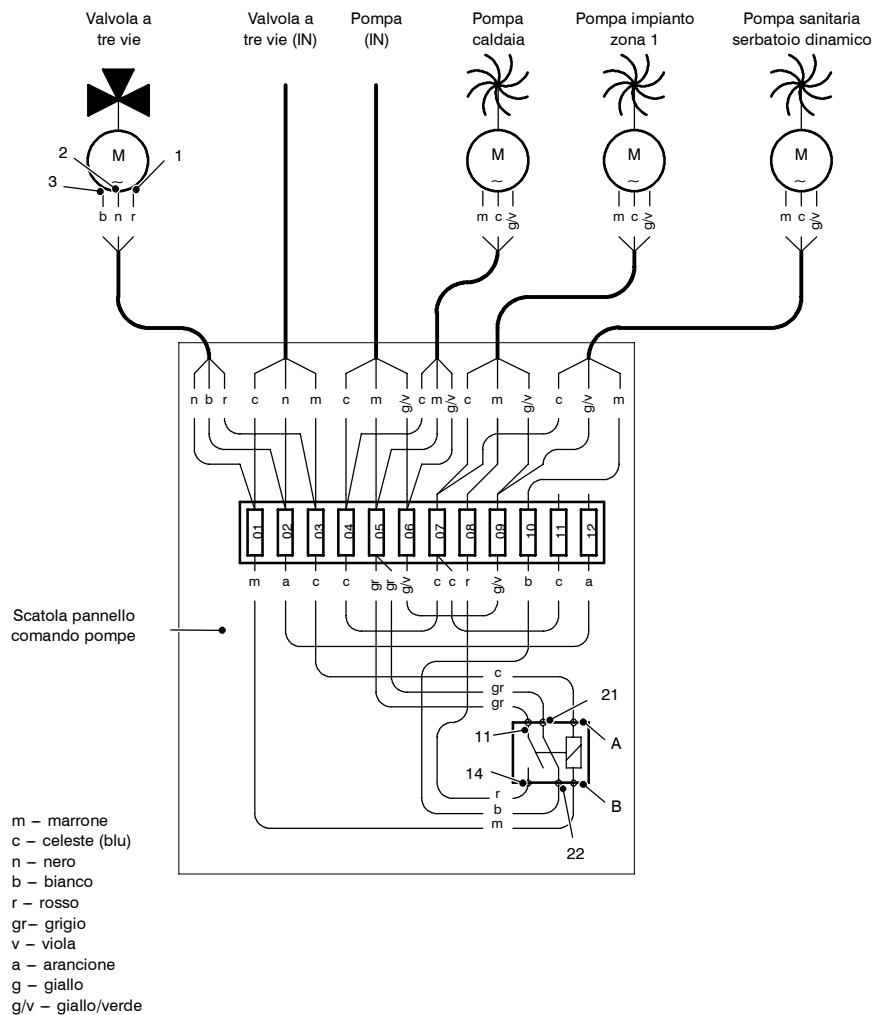 Valvola a
tre vie
Valvola a
tre vie (IN)
Pompa
(IN)
Pompa
caldaia
Pompa impianto
zona 1
Pompa sanitaria
serbatoio dinamico
M
~
M
~
M
~
M
~
2
1
3
b n r
m c g/v
m c g/v
m c g/v
n b r c n m c m g/v c m g/v c m g/v c g/v m
01 02 03 04 05 06 07 08 09 10 11 12
m a c c gr gr g/v c c r g/v b c a
Scatola pannello
comando pompe
c
gr
gr
21
11
A
14
B
r
b
m
22
m – marrone
c – celeste (blu)
n – nero
b – bianco
r – rosso
gr – grigio
v – viola
a – arancione
g – giallo
g/v – giallo/verde